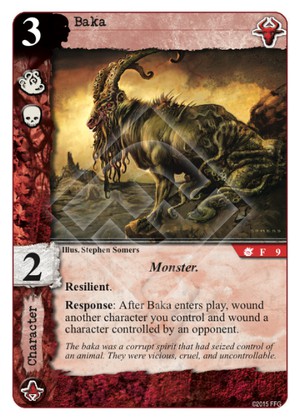 3
Baka
SOMERS
Illus. Stephen Somers
F 9
2
Character
Monster.
Resilient.
Response: After Baka enters play, wound
another character you control and wound a
character controlled by an opponent.
The baka was a corrupt spirit that had seized control of
an animal. They were vicious, cruel, and uncontrollable.
©2015 FFG